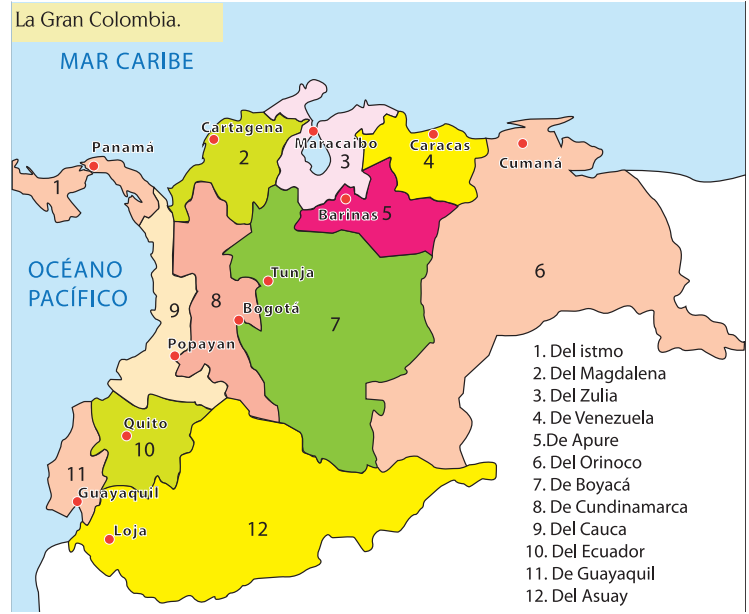 La Gran Colombia.
MAR CARIBE
Cartagena
Panamá
Maracaibo
Caracas
Cumaná
2
3
4
1
Barinas
5
OCÉANO
PACÍFICO
Tunja
6
9
8
Bogotá
7
Popayan
Quito
10
11
Guayaquil
Loja
12
1. Del istmo
2. Del Magdalena
3. Del Zulia
4. De Venezuela
5.De Apure
6. Del Orinoco
7. De Boyacá
8. De Cundinamarca
9. Del Cauca
10. Del Ecuador
11. De Guayaquil
12. Del Asuay